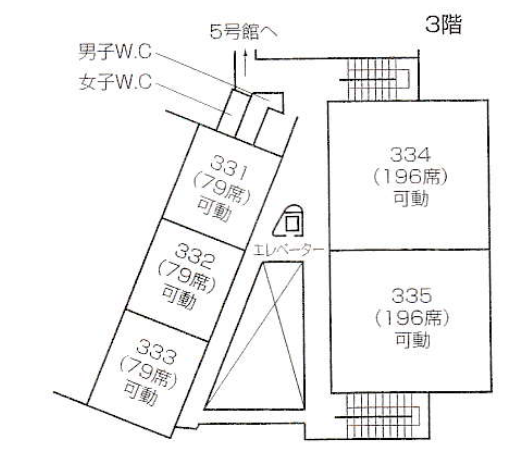 3階
5号館へ
男子W.C
女子W.C
331
(79席)
可動
334
(196席)
可動
332
(79席)
可動
エレベーター
335
(196席)
可動
333
(79席)
可動